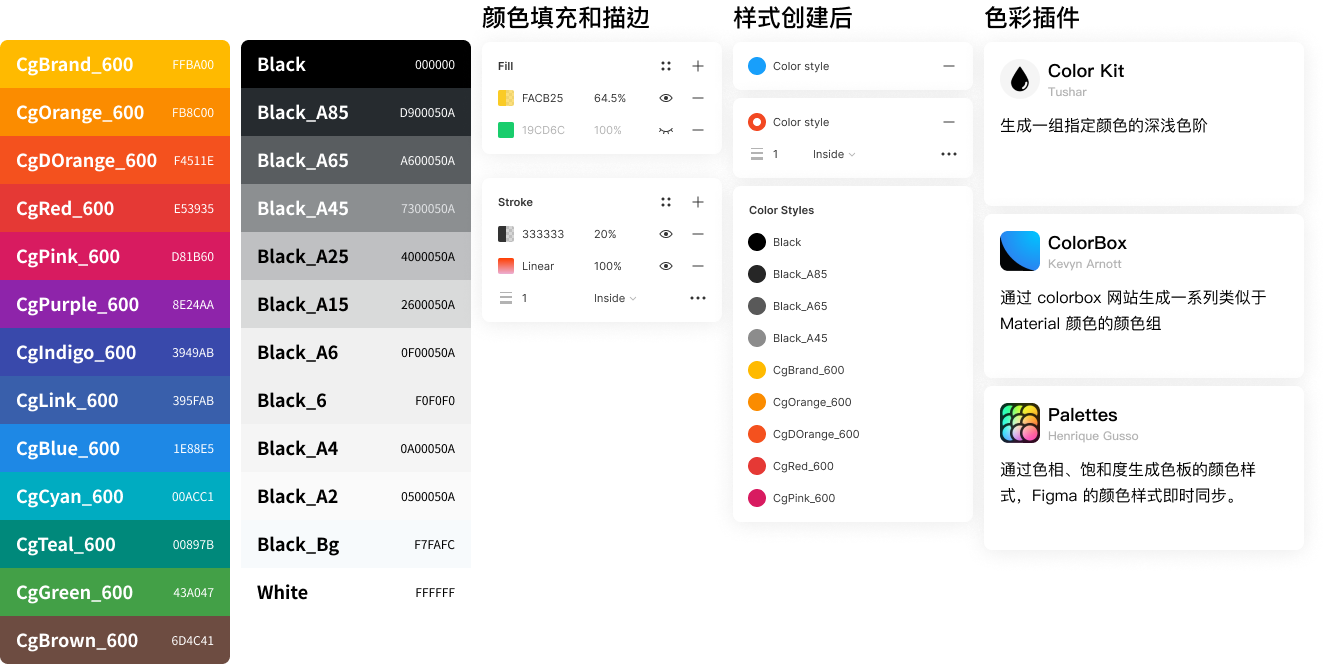 CgBrand_600 FFBA00
CgOrange_600 FB8C00
CgDOrange_600 F4511E
CgRed_600 E53935
CgPink_600 D81B60
CgPurple_600 8E24AA
CgIndigo_600 3949AB
CgLink_600 395FAB
CgBlue_600 1E88E5
CgCyan_600 00ACC1
CgTeal_600 00897B
CgGreen_600 43A047
CgBrown_600 6D4C41
Black 000000
Black_A85 D900050A
Black_A65 A600050A
Black_A45 7300050A
Black_A25 4000050A
Black_A15 2600050A
Black_A6 0F00050A
Black_6 F0F0F0
Black_A4 0A00050A
Black_A2 0500050A
Black_Bg F7FAFC
White FFFFFF
颜色填充和描边
Fill
FACB25 64.5%
19CD6C 100%
Stroke
333333 20%
Linear 100%
1 Inside
样式创建后
Color style
Color style
1 Inside
Color Styles
Black
Black_A85
Black_A65
Black_A45
CgBrand_600
CgOrange_600
CgDOrange_600
CgRed_600
CgPink_600
色彩插件
Color Kit
Tushar
生成一组指定颜色的深浅色阶
ColorBox
Kevyn Arnott
通过 colorbox 网站生成一系列类似于
Material 颜色的颜色组
Palettes
Henrique Gusso
通过色相、饱和度生成色板的颜色样
式，Figma 的颜色样式即时同步。